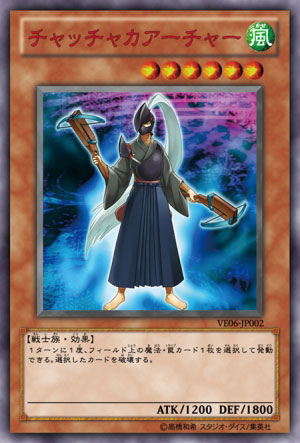 チャッチャカアーチャー
風
VE06-JP002
【戦士族・効果】
1ターンに1度、フィールド上の魔法・罠カード1枚を選択して発動
できる。選択したカードを破壊する。
ATK/1200 DEF/1800
©高橋和希 スタジオ・ダイス/集英社